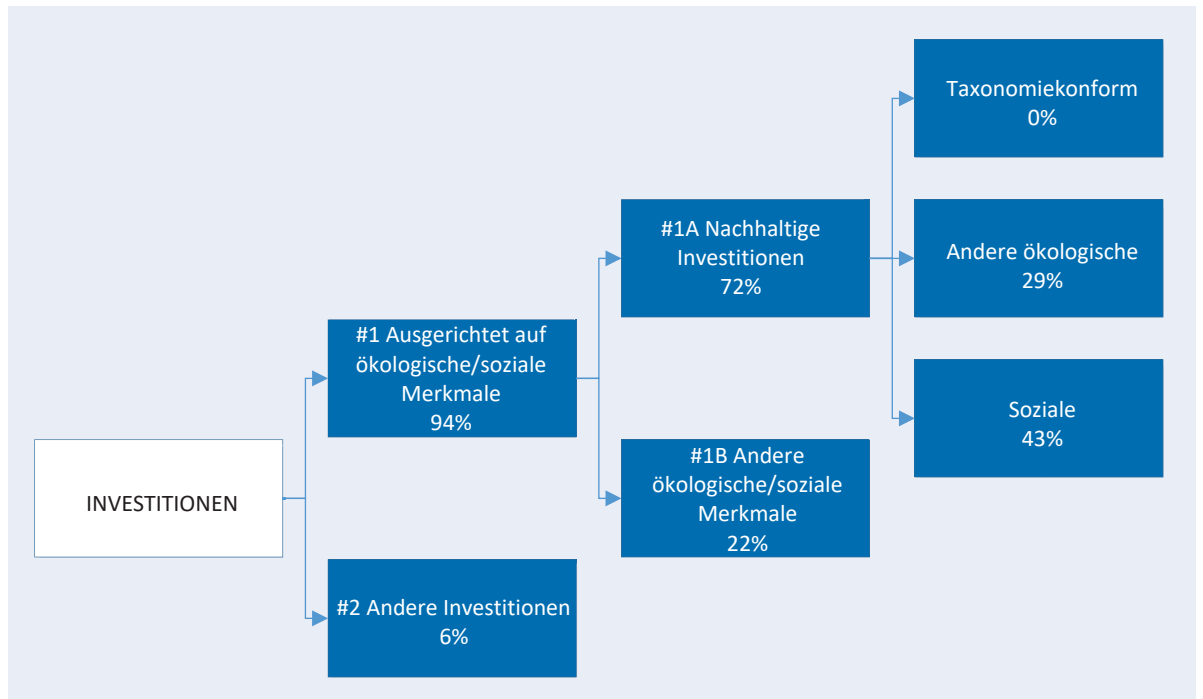 INVESTITIONEN
#1 Ausgerichtet auf
ökologische/soziale
Merkmale
94%
#2 Andere Investitionen
6%
#1A Nachhaltige
Investitionen
72%
#1B Andere
ökologische/soziale
Merkmale
22%
Taxonomiekonform
0%
Andere ökologische
29%
Soziale
43%